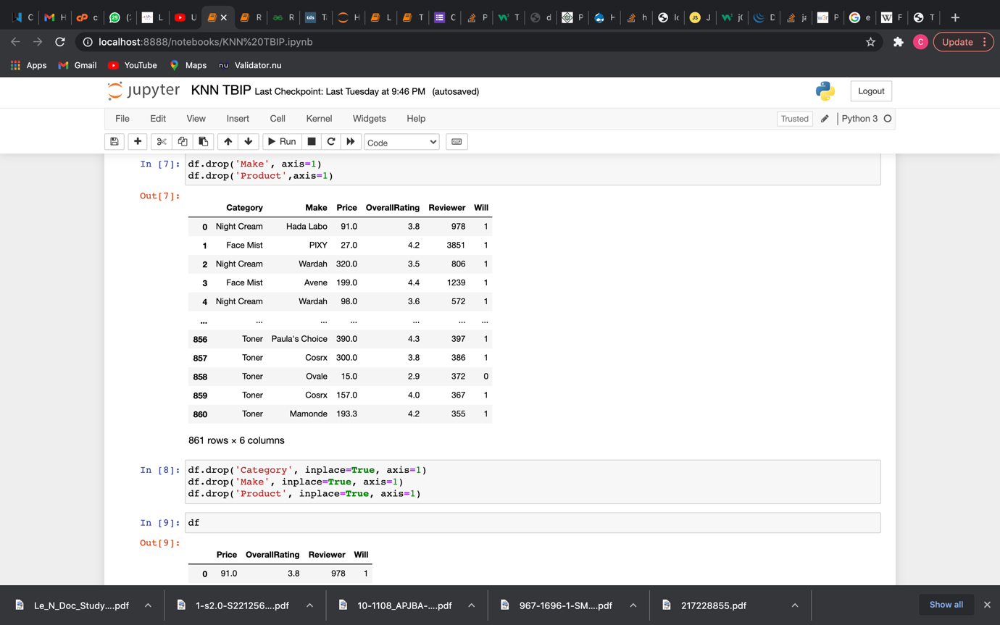 C H c 29 (2 L U R R tds T H L T C P T d P H h Ic JS J jC D ja w3r P e W F T
localhost:8888/notebooks/KNN%20TBIP.ipynb C Update
Apps Gmail YouTube Maps nu Validator.nu
jupyter KNN TBIP Last Checkpoint: Last Tuesday at 9:46 PM (autosaved) Logout
File Edit View Insert Cell Kernel Widgets Help Trusted Python 3
Run Code
In [7]: df.drop('Make', axis=1)
df.drop('Product',axis=1)
Out[7]:
Category Make Price OverallRating Reviewer Will
0 Night Cream Hada Labo 91.0 3.8 978 1
1 Face Mist PIXY 27.0 4.2 3851 1
2 Night Cream Wardah 320.0 3.5 806 1
3 Face Mist Avene 199.0 4.4 1239 1
4 Night Cream Wardah 98.0 3.6 572 1
... ... ... ... ... ... ...
856 Toner Paula's Choice 390.0 4.3 397 1
857 Toner Cosrx 300.0 3.8 386 1
858 Toner Ovale 15.0 2.9 372 0
859 Toner Cosrx 157.0 4.0 367 1
860 Toner Mamonde 193.3 4.2 355 1
861 rows × 6 columns
In [8]: df.drop('Category', inplace=True, axis=1)
df.drop('Make', inplace=True, axis=1)
df.drop('Product', inplace=True, axis=1)
In [9]: df
Out[9]:
Price OverallRating Reviewer Will
0 91.0 3.8 978 1
Le_N_Doc_Study....pdf 1-s2.0-S221256....pdf 10-1108_APJBA-....pdf 967-1696-1-SM....pdf 217228855.pdf Show all